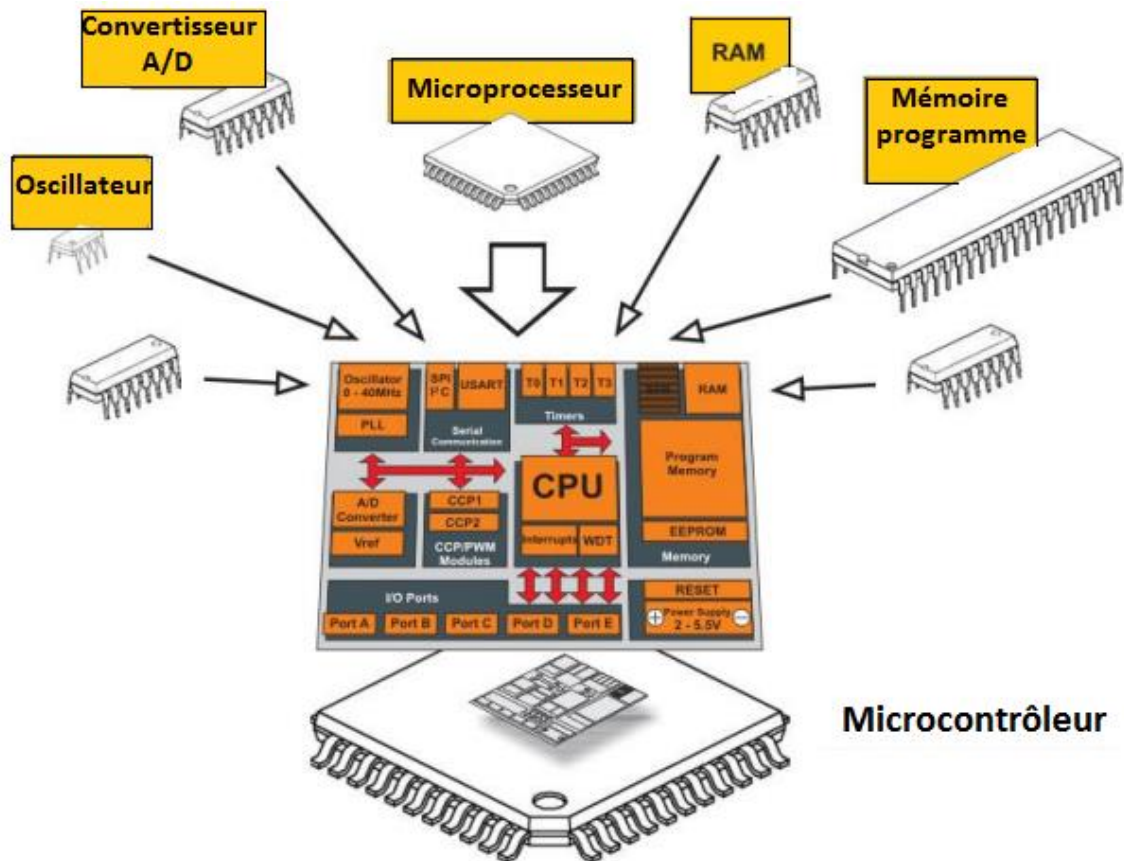 Convertisseur
A/D
Microprocesseur
RAM
Mémoire
programme
Oscillateur
Oscillator
0 - 40MHz
PLL
SPI
I²C
USART
Serial
Communication
T0 T1 T2 T3
Timers
RAM
Program
Memory
EEPROM
Memory
A/D
Converter
Vref
CCP1
CCP2
CCP/PWM
Modules
CPU
Interrupts
WDT
I/O Ports
Port A Port B Port C Port D Port E
RESET
+ Power Supply -
2 - 5.5V
Microcontrôleur